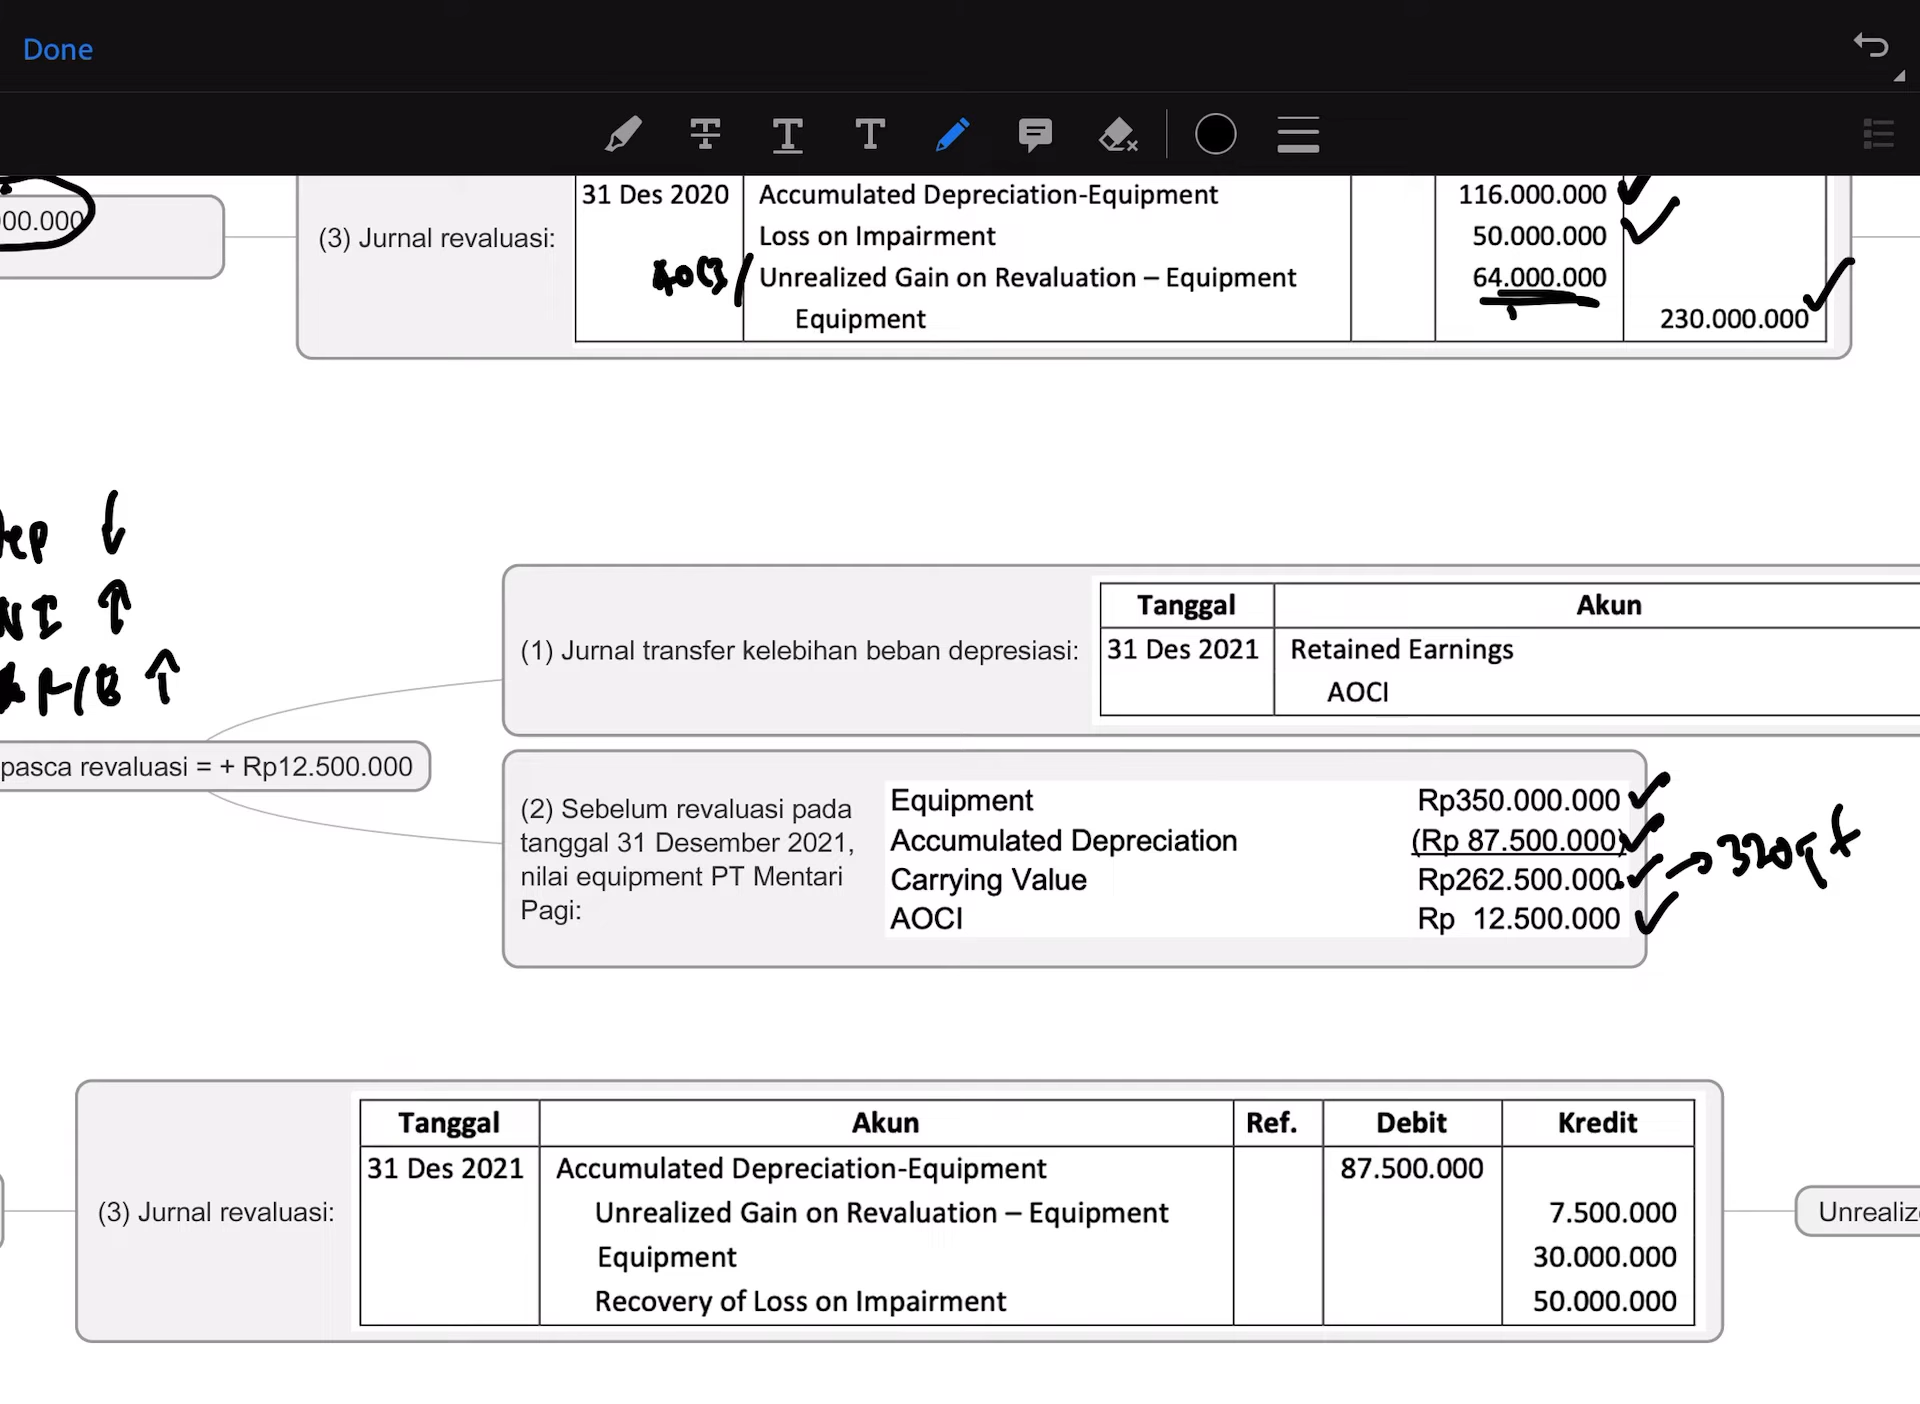 Done
00.000
(3) Jurnal revaluasi:
31 Des 2020 Accumulated Depreciation-Equipment 116.000.000
Loss on Impairment 50.000.000
AOCI / Unrealized Gain on Revaluation – Equipment 64.000.000
Equipment 230.000.000
Dep ↓
NI ↑
↑
pasca revaluasi = + Rp12.500.000
(1) Jurnal transfer kelebihan beban depresiasi:
Tanggal Akun
31 Des 2021 Retained Earnings
AOCI
(2) Sebelum revaluasi pada
tanggal 31 Desember 2021,
nilai equipment PT Mentari
Pagi:
Equipment Rp350.000.000
Accumulated Depreciation (Rp 87.500.000)
Carrying Value Rp262.500.000
AOCI Rp 12.500.000
→ 320jt
(3) Jurnal revaluasi:
Tanggal Akun Ref. Debit Kredit
31 Des 2021 Accumulated Depreciation-Equipment 87.500.000
Unrealized Gain on Revaluation – Equipment 7.500.000
Equipment 30.000.000
Recovery of Loss on Impairment 50.000.000
Unrealiz